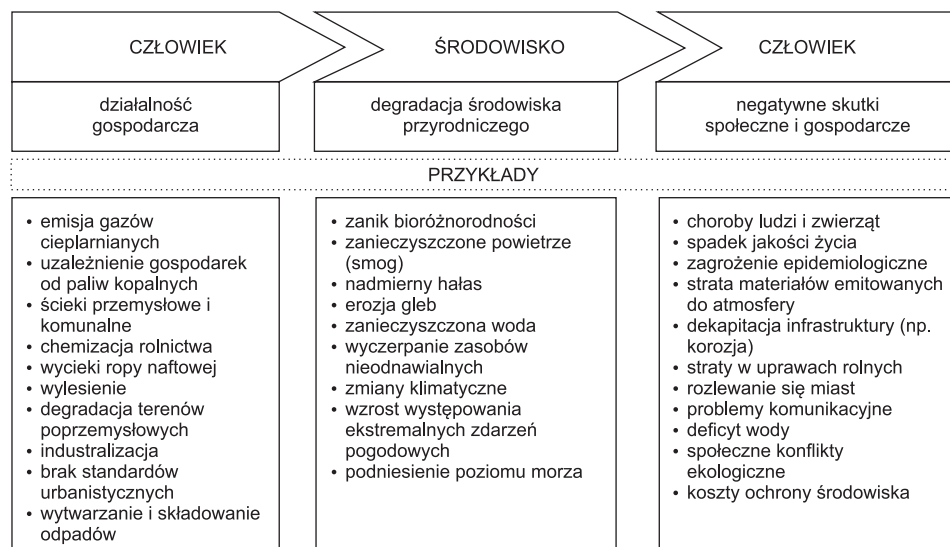 CZŁOWIEK
ŚRODOWISKO
CZŁOWIEK
działalność
gospodarcza
degradacja środowiska
przyrodniczego
negatywne skutki
społeczne i gospodarcze
PRZYKŁADY
• emisja gazów
cieplarnianych
• uzależnienie gospodarek
od paliw kopalnych
• ścieki przemysłowe i
komunalne
• chemizacja rolnictwa
• wycieki ropy naftowej
• wylesienie
• degradacja terenów
poprzemysłowych
• industralizacja
• brak standardów
urbanistycznych
• wytwarzanie i składowanie
odpadów
• zanik bioróżnorodności
• zanieczyszczone powietrze
(smog)
• nadmierny hałas
• erozja gleb
• zanieczyszczona woda
• wyczerpanie zasobów
nieodnawialnych
• zmiany klimatyczne
• wzrost występowania
ekstremalnych zdarzeń
pogodowych
• podniesienie poziomu morza
• choroby ludzi i zwierząt
• spadek jakości życia
• zagrożenie epidemiologiczne
• strata materiałów emitowanych
do atmosfery
• dekapitacja infrastruktury (np.
korozja)
• straty w uprawach rolnych
• rozlewanie się miast
• problemy komunikacyjne
• deficyt wody
• społeczne konflikty
ekologiczne
• koszty ochrony środowiska